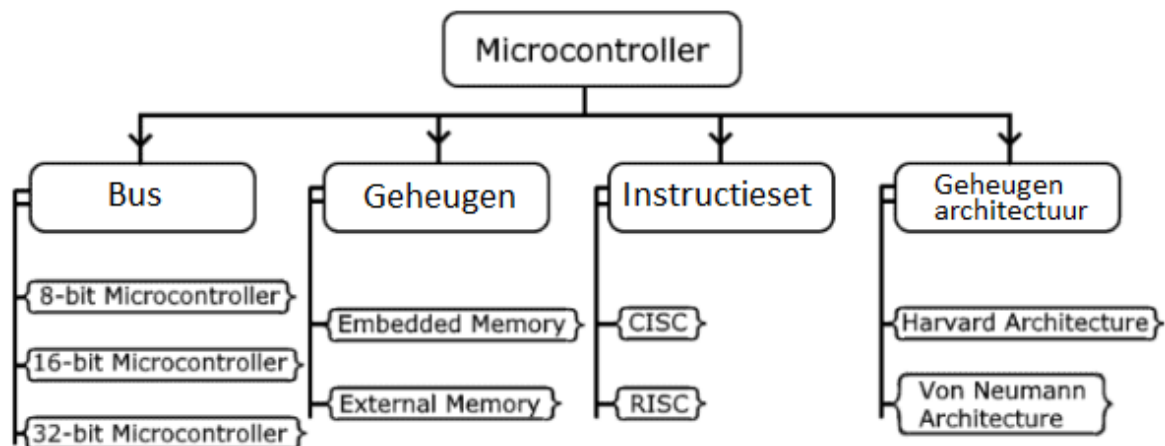 Microcontroller
Bus
Geheugen
Instructieset
Geheugen
architectuur
8-bit Microcontroller
16-bit Microcontroller
32-bit Microcontroller
Embedded Memory
External Memory
CISC
RISC
Harvard Architecture
Von Neumann
Architecture